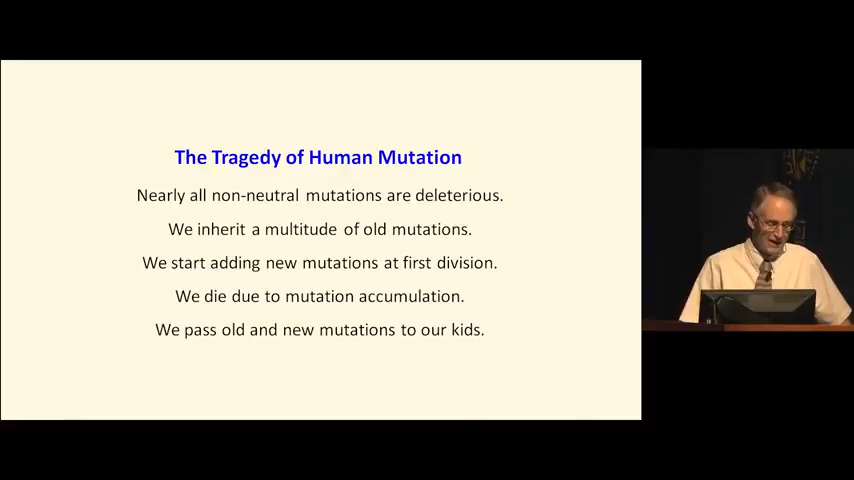 The Tragedy of Human Mutation
Nearly all non-neutral mutations are deleterious.
We inherit a multitude of old mutations.
We start adding new mutations at first division.
We die due to mutation accumulation.
We pass old and new mutations to our kids.